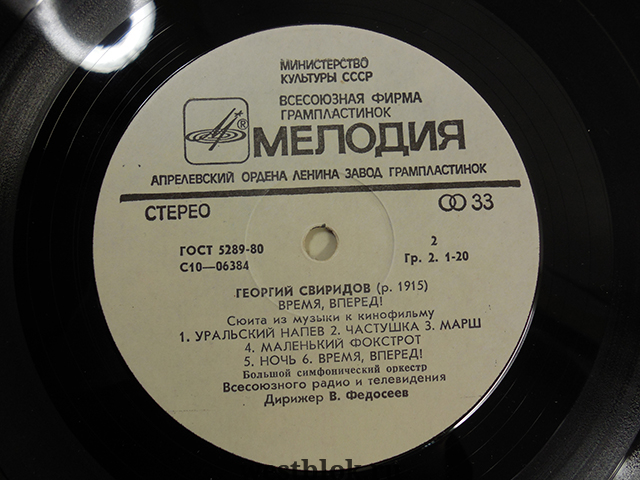 МИНИСТЕРСТВО
КУЛЬТУРЫ СССР
ВСЕСОЮЗНАЯ ФИРМА
ГРАМПЛАСТИНОК
® МЕЛОДИЯ
АПРЕЛЕВСКИЙ ОРДЕНА ЛЕНИНА ЗАВОД ГРАМПЛАСТИНОК
СТЕРЕО
33
ГОСТ 5289-80
С10—06384
2
Гр. 2. 1-20
ГЕОРГИЙ СВИРИДОВ (р. 1915)
ВРЕМЯ, ВПЕРЕД!
Сюита из музыки к кинофильму
1. УРАЛЬСКИЙ НАПЕВ 2. ЧАСТУШКА 3. МАРШ
4. МАЛЕНЬКИЙ ФОКСТРОТ
5. НОЧЬ 6. ВРЕМЯ, ВПЕРЕД!
Большой симфонический оркестр
Всесоюзного радио и телевидения
Дирижер В. Федосеев